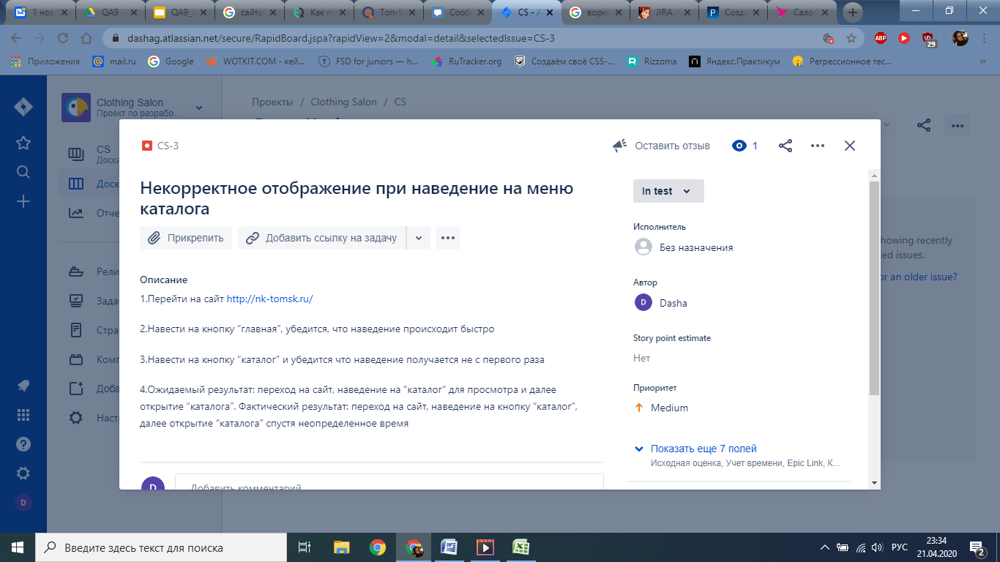 1 нов
QA9 -
QA9_
сайты
Как п
Топ-5
Сооб
CS - A
ворк
JIRA.
Созд
Сало
dashag.atlassian.net/secure/RapidBoard.jspa?rapidView=2&modal=detail&selectedIssue=CS-3
ABP
29
Приложения
mail.ru
Google
WOTKIT.COM - кей...
FSD for juniors — h...
RuTracker.org
Создаём своё CSS-...
Rizzoma
Яндекс.Практикум
Регрессионное тес...
Clothing Salon
Проект по разрабо...
Проекты / Clothing Salon / CS
CS
Доска
Доск
Отче
Рели
Зада
Стра
Комп
Доба
Наст
D
howing recently
ed issues.
or an older issue?
CS-3
Оставить отзыв
1
Некорректное отображение при наведение на меню
каталога
Прикрепить
Добавить ссылку на задачу
Описание
1.Перейти на сайт http://nk-tomsk.ru/
2.Навести на кнопку “главная”, убедится, что наведение происходит быстро
3.Навести на кнопку “каталог” и убедится что наведение получается не с первого раза
4.Ожидаемый результат: переход на сайт, наведение на “каталог” для просмотра и далее
открытие “каталога”. Фактический результат: переход на сайт, наведение на кнопку “каталог”,
далее открытие “каталога” спустя неопределенное время
D
Добавить комментарий
In test
Исполнитель
Без назначения
Автор
D Dasha
Story point estimate
Нет
Приоритет
Medium
Показать еще 7 полей
Исходная оценка, Учет времени, Epic Link, К...
Введите здесь текст для поиска
РУС
23:34
21.04.2020
2